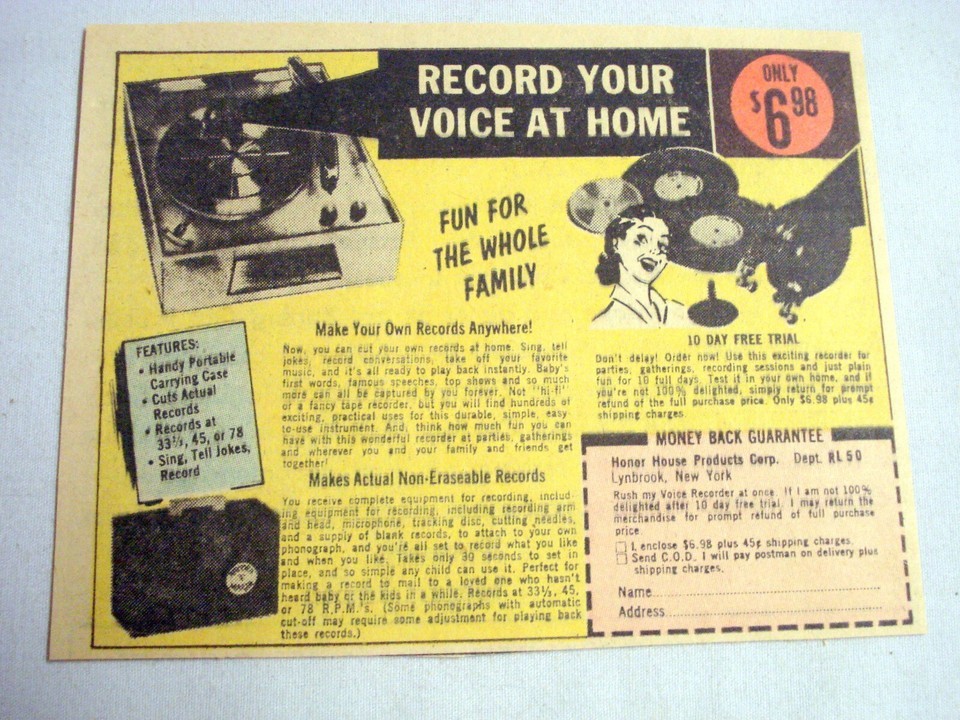 RECORD YOUR
VOICE AT HOME
ONLY
$6.98
FUN FOR
THE WHOLE
FAMILY
FEATURES:
• Handy Portable
Carrying Case
• Cuts Actual
Records
• Records at
33⅓, 45, or 78
• Sing, Tell Jokes,
Record
Make Your Own Records Anywhere!
Now, you can cut your own records at home. Sing, tell
jokes, record conversations, take off your favorite
music, and it's all ready to play back instantly. Baby's
first words, famous speeches, top shows and so much
more can all be captured by you forever. Not "hi-fi"
or a fancy tape recorder, but you will find hundreds of
exciting, practical uses for this durable, simple, easy-
to-use instrument. And, think how much fun you can
have with this wonderful recorder at parties, gatherings
and wherever you and your family and friends get
together!
Makes Actual Non-Eraseable Records
You receive complete equipment for recording, includ-
ing equipment for recording, including recording arm
and head, microphone, tracking disc, cutting needles,
and a supply of blank records, to attach to your own
phonograph, and you're all set to record what you like
and when you like. Takes only 30 seconds to set in
place, and so simple any child can use it. Perfect for
making a record to mail to a loved one who hasn't
heard baby or the kids in a while. Records at 33⅓, 45,
or 78 R.P.M.'s. (Some phonographs with automatic
cut-off may require some adjustment for playing back
these records.)
10 DAY FREE TRIAL
Don't delay! Order now! Use this exciting recorder for
parties, gatherings, recording sessions and just plain
fun for 10 full days. Test it in your own home, and if
you're not 100% delighted, simply return for prompt
refund of the full purchase price. Only $6.98 plus 45¢
shipping charges.
MONEY BACK GUARANTEE
Honor House Products Corp. Dept. RL50
Lynbrook, New York
Rush my Voice Recorder at once. If I am not 100%
delighted after 10 day free trial, I may return the
merchandise for prompt refund of full purchase
price.
☐ I enclose $6.98 plus 45¢ shipping charges.
☐ Send C.O.D. I will pay postman on delivery plus
shipping charges.
Name
Address